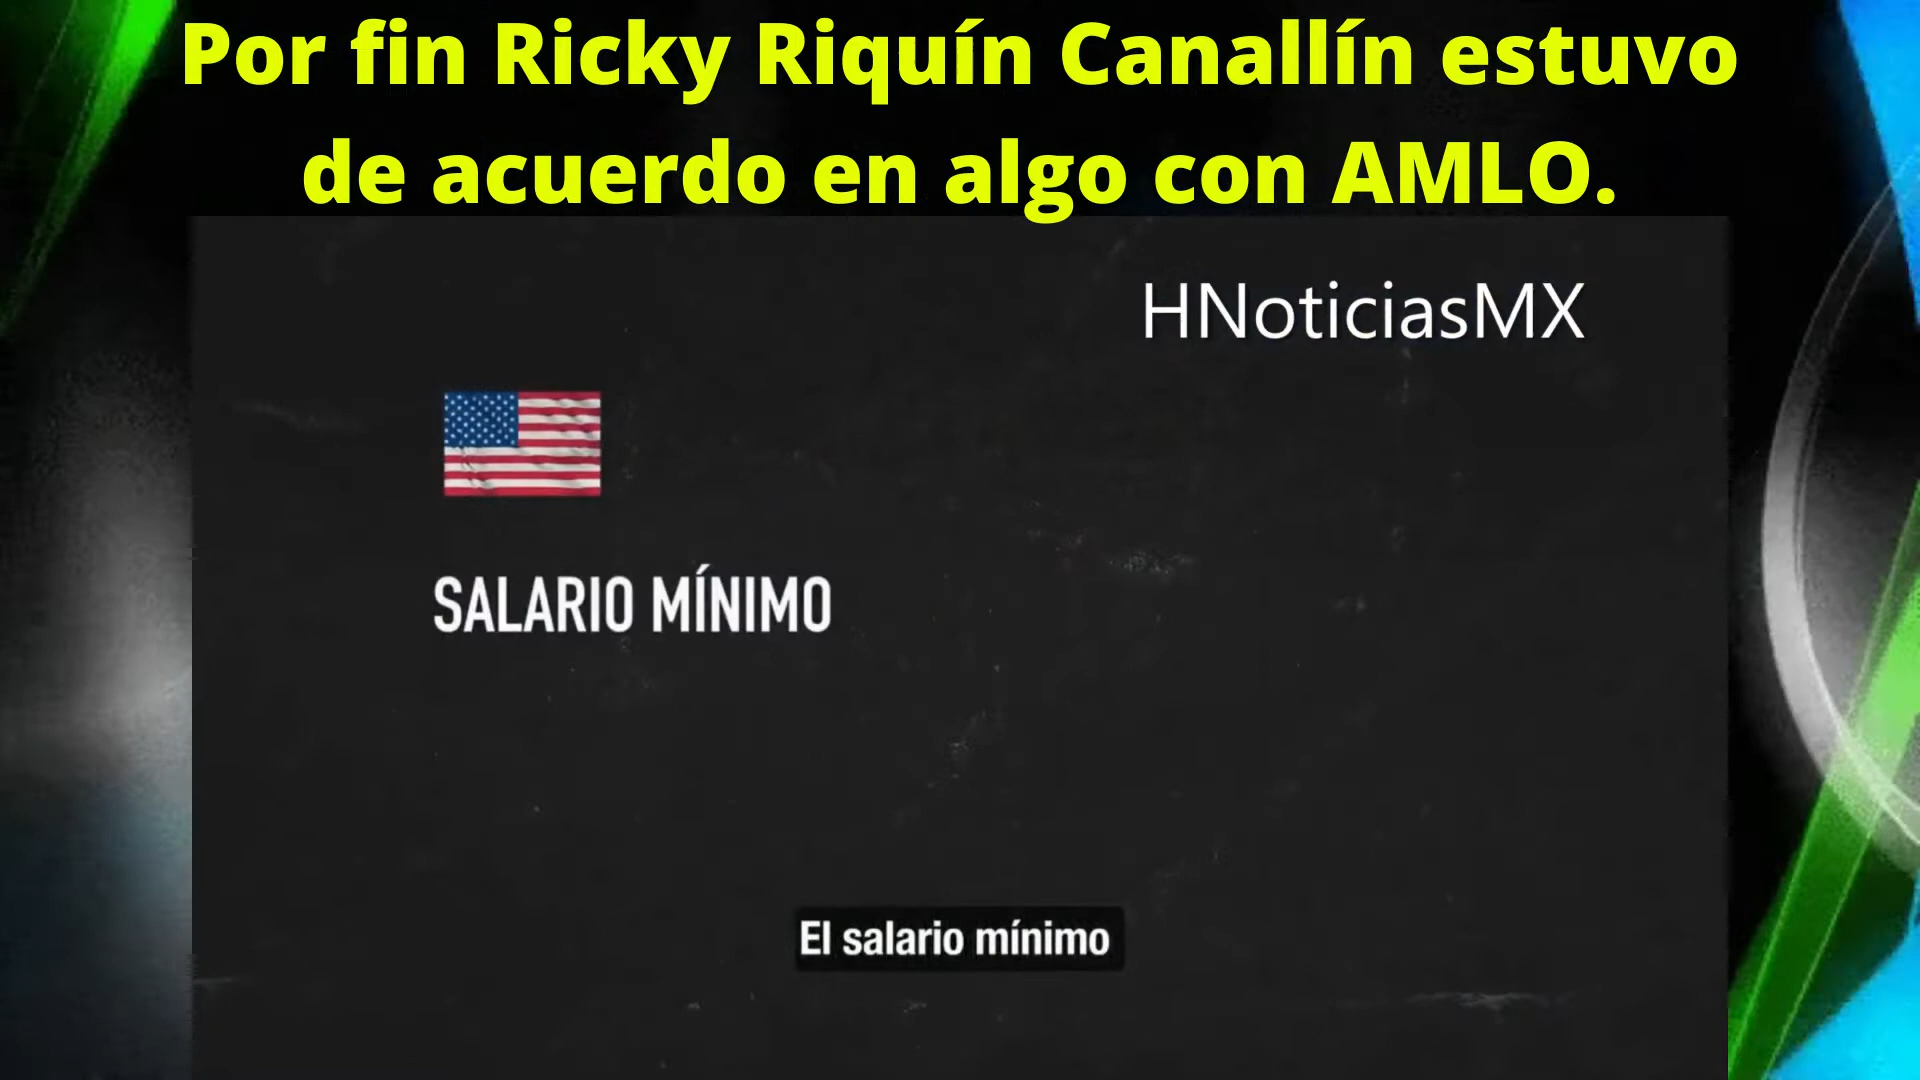 Por fin Ricky Riquín Canallín estuvo
de acuerdo en algo con AMLO.
HNoticiasMX
SALARIO MÍNIMO
El salario mínimo